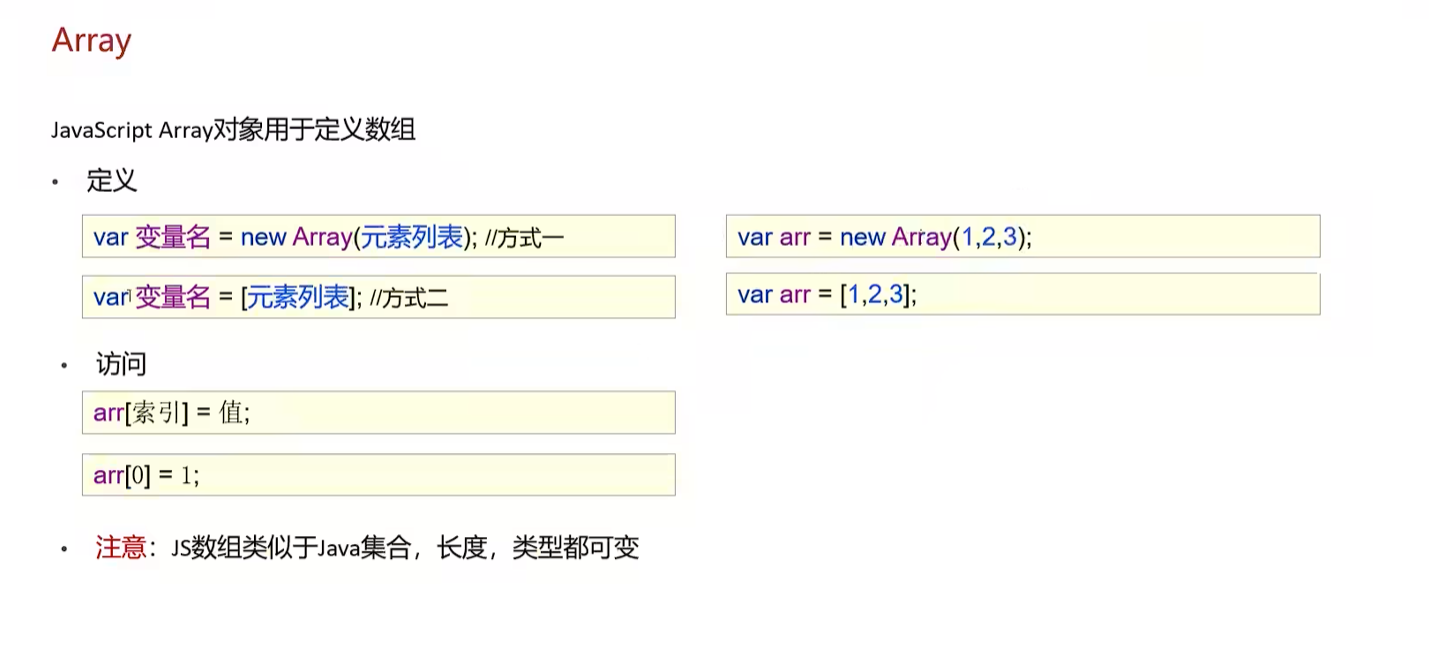 Array
JavaScript Array对象用于定义数组
• 定义
var 变量名 = new Array(元素列表); //方式一
var arr = new Array(1,2,3);
var 变量名 = [元素列表]; //方式二
var arr = [1,2,3];
• 访问
arr[索引] = 值;
arr[0] = 1;
• 注意：JS数组类似于Java集合，长度，类型都可变